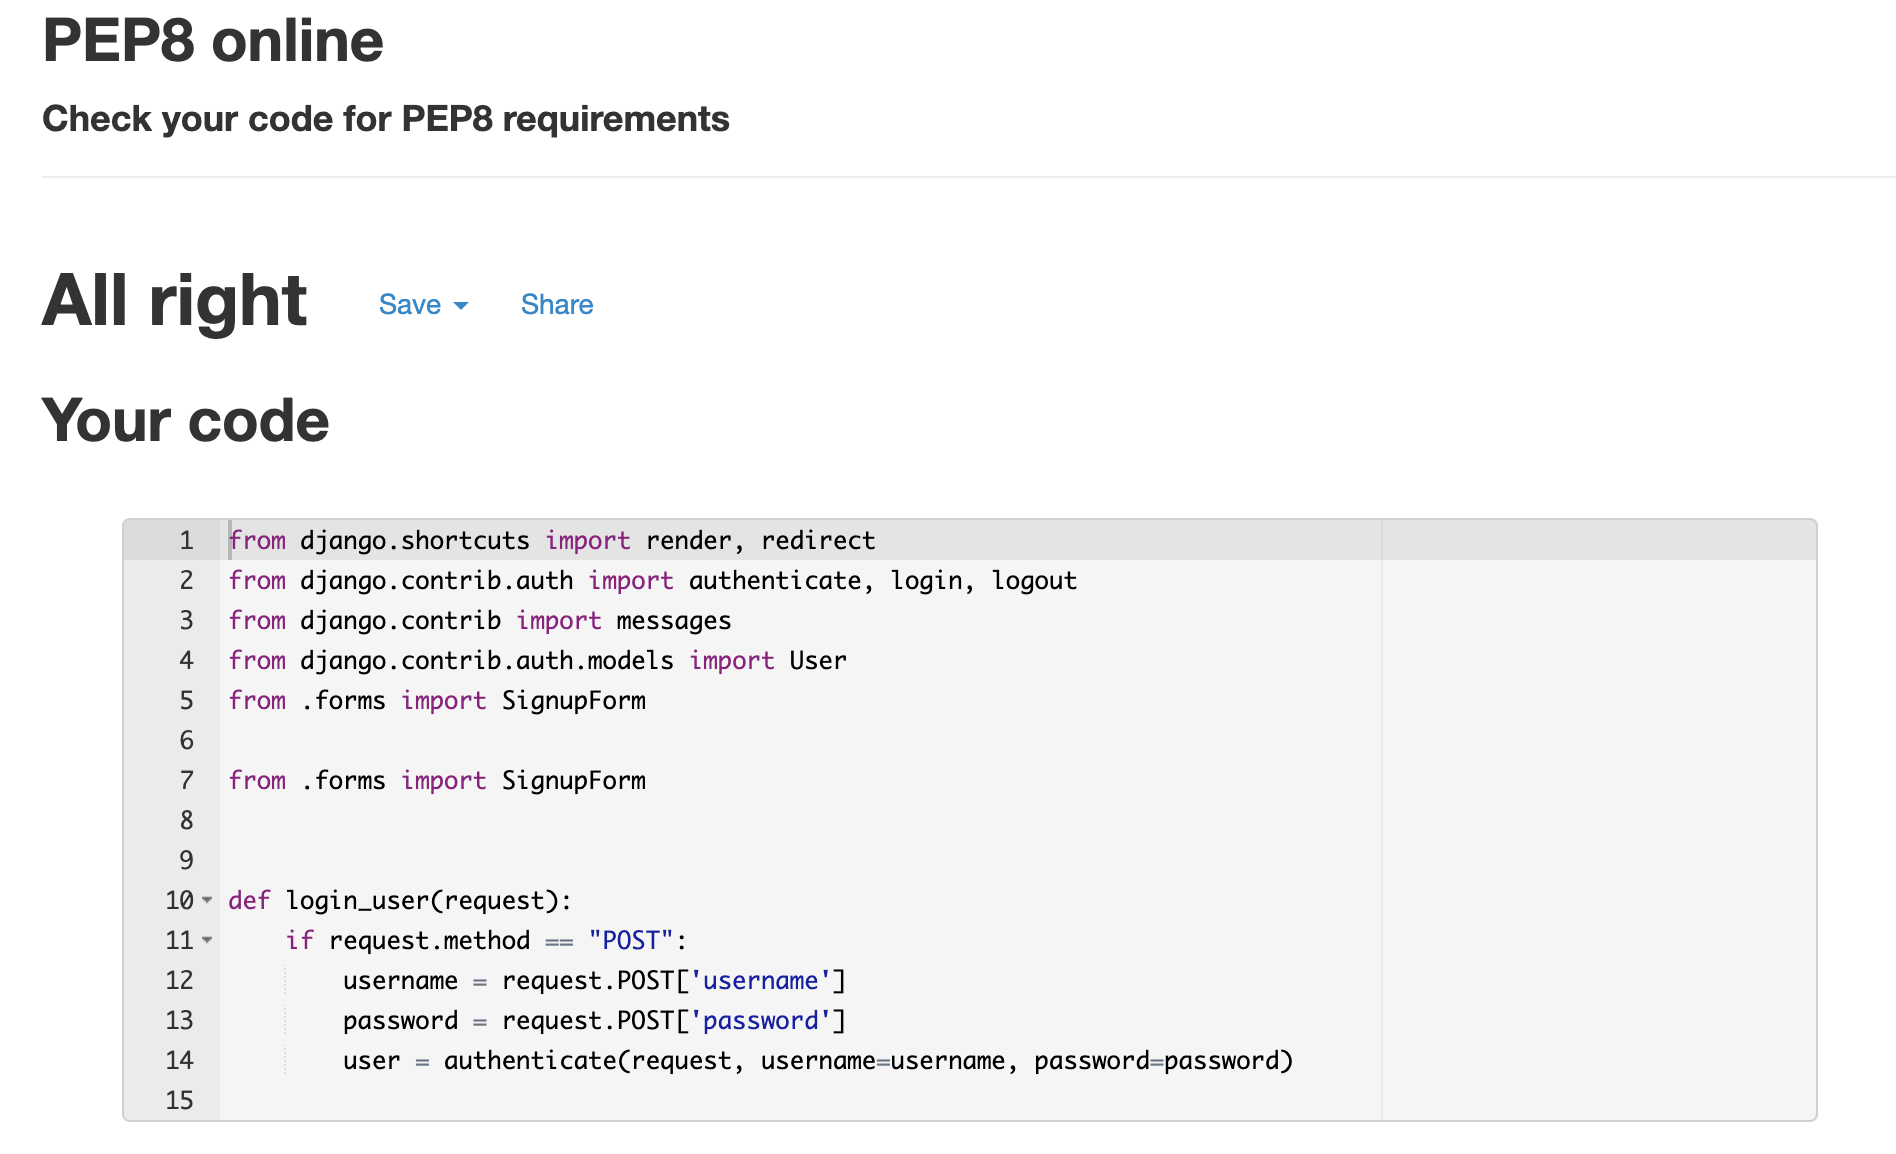 PEP8 online
Check your code for PEP8 requirements
All right Save Share
Your code
1 from django.shortcuts import render, redirect
2 from django.contrib.auth import authenticate, login, logout
3 from django.contrib import messages
4 from django.contrib.auth.models import User
5 from .forms import SignupForm
6
7 from .forms import SignupForm
8
9
10 def login_user(request):
11     if request.method == "POST":
12         username = request.POST['username']
13         password = request.POST['password']
14         user = authenticate(request, username=username, password=password)
15